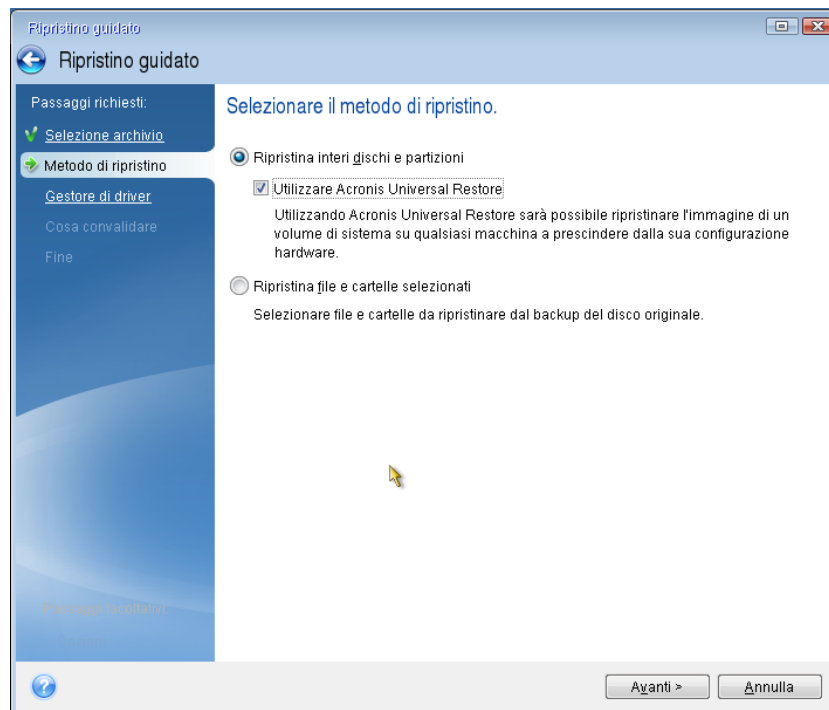 Ripristino guidato
Ripristino guidato
Passaggi richiesti:
Selezione archivio
Metodo di ripristino
Gestore di driver
Cosa convalidare
Fine
Selezionare il metodo di ripristino.
Ripristina interi dischi e partizioni
Utilizzare Acronis Universal Restore
Utilizzando Acronis Universal Restore sarà possibile ripristinare l'immagine di un
volume di sistema su qualsiasi macchina a prescindere dalla sua configurazione
hardware.
Ripristina file e cartelle selezionati
Selezionare file e cartelle da ripristinare dal backup del disco originale.
Avanti >
Annulla